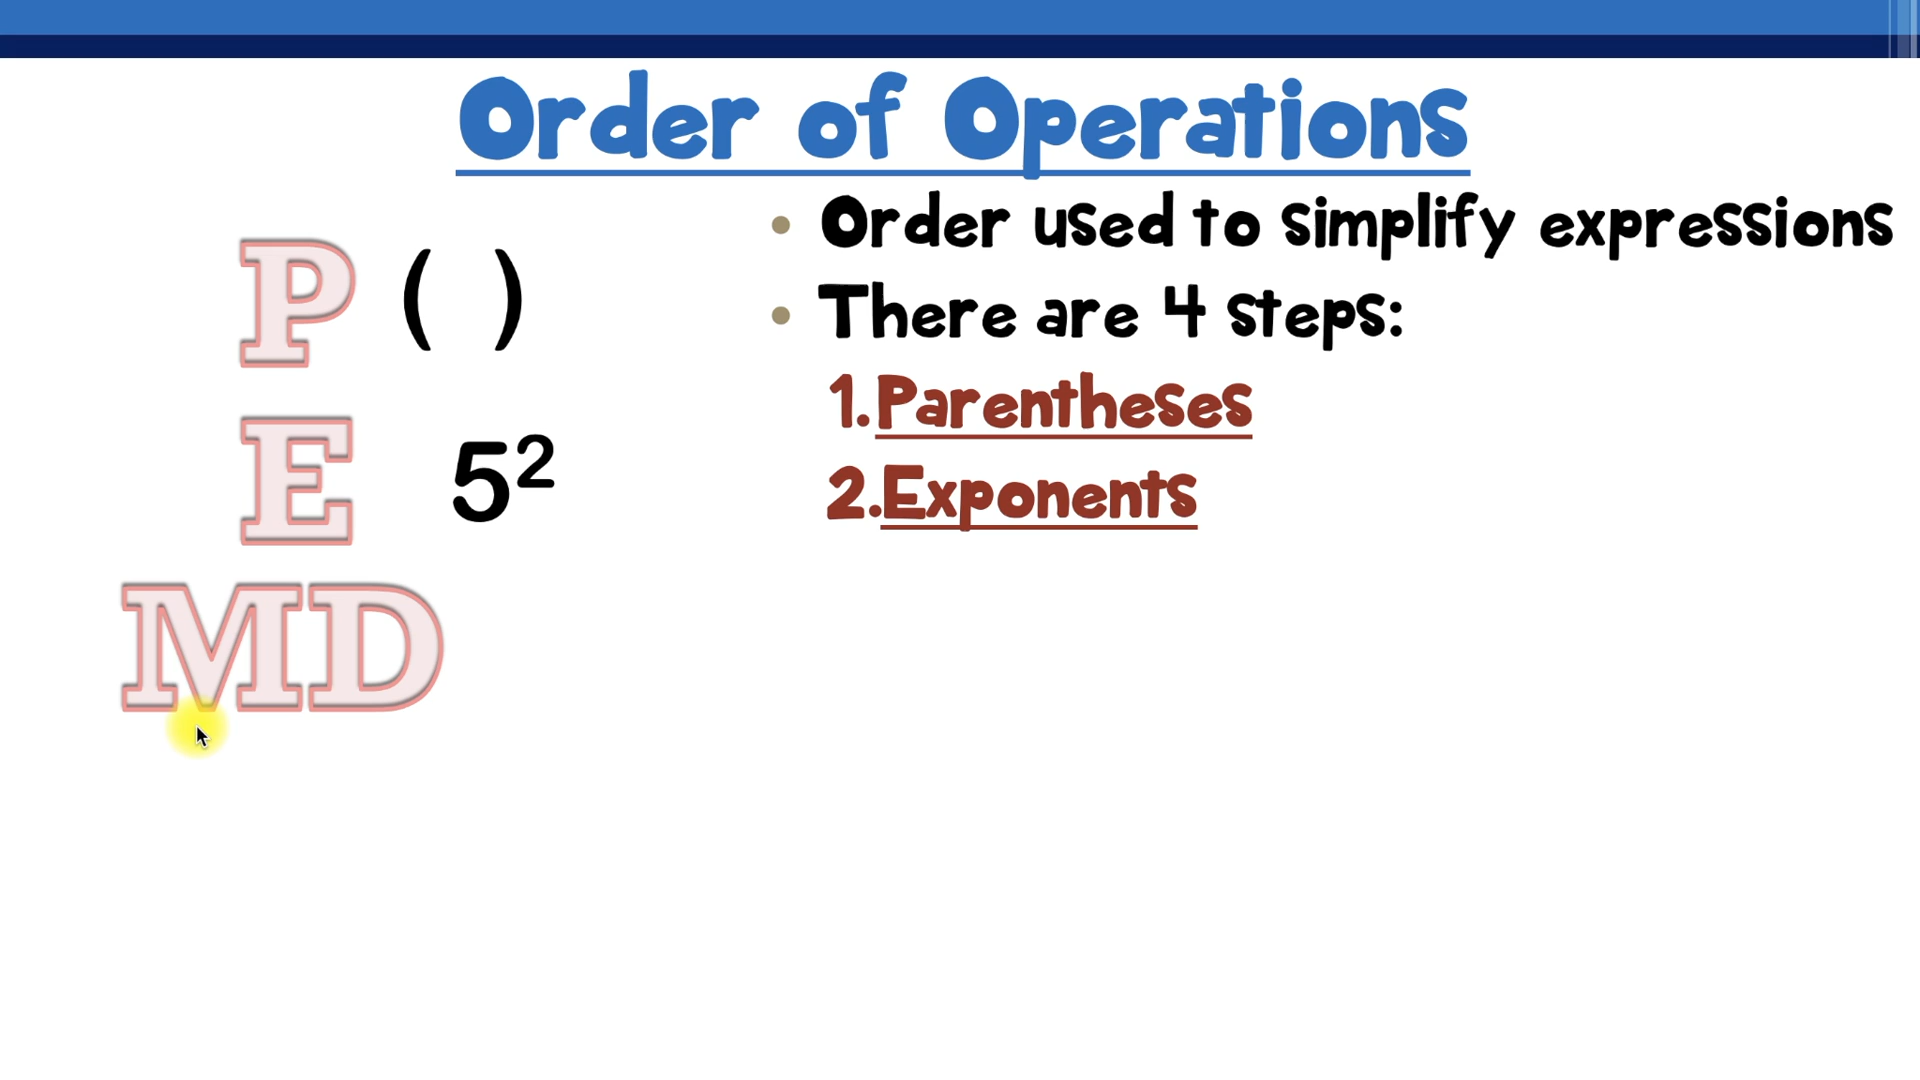 Order of Operations
P ( )
E 5²
MD
• Order used to simplify expressions
• There are 4 steps:
1.Parentheses
2.Exponents